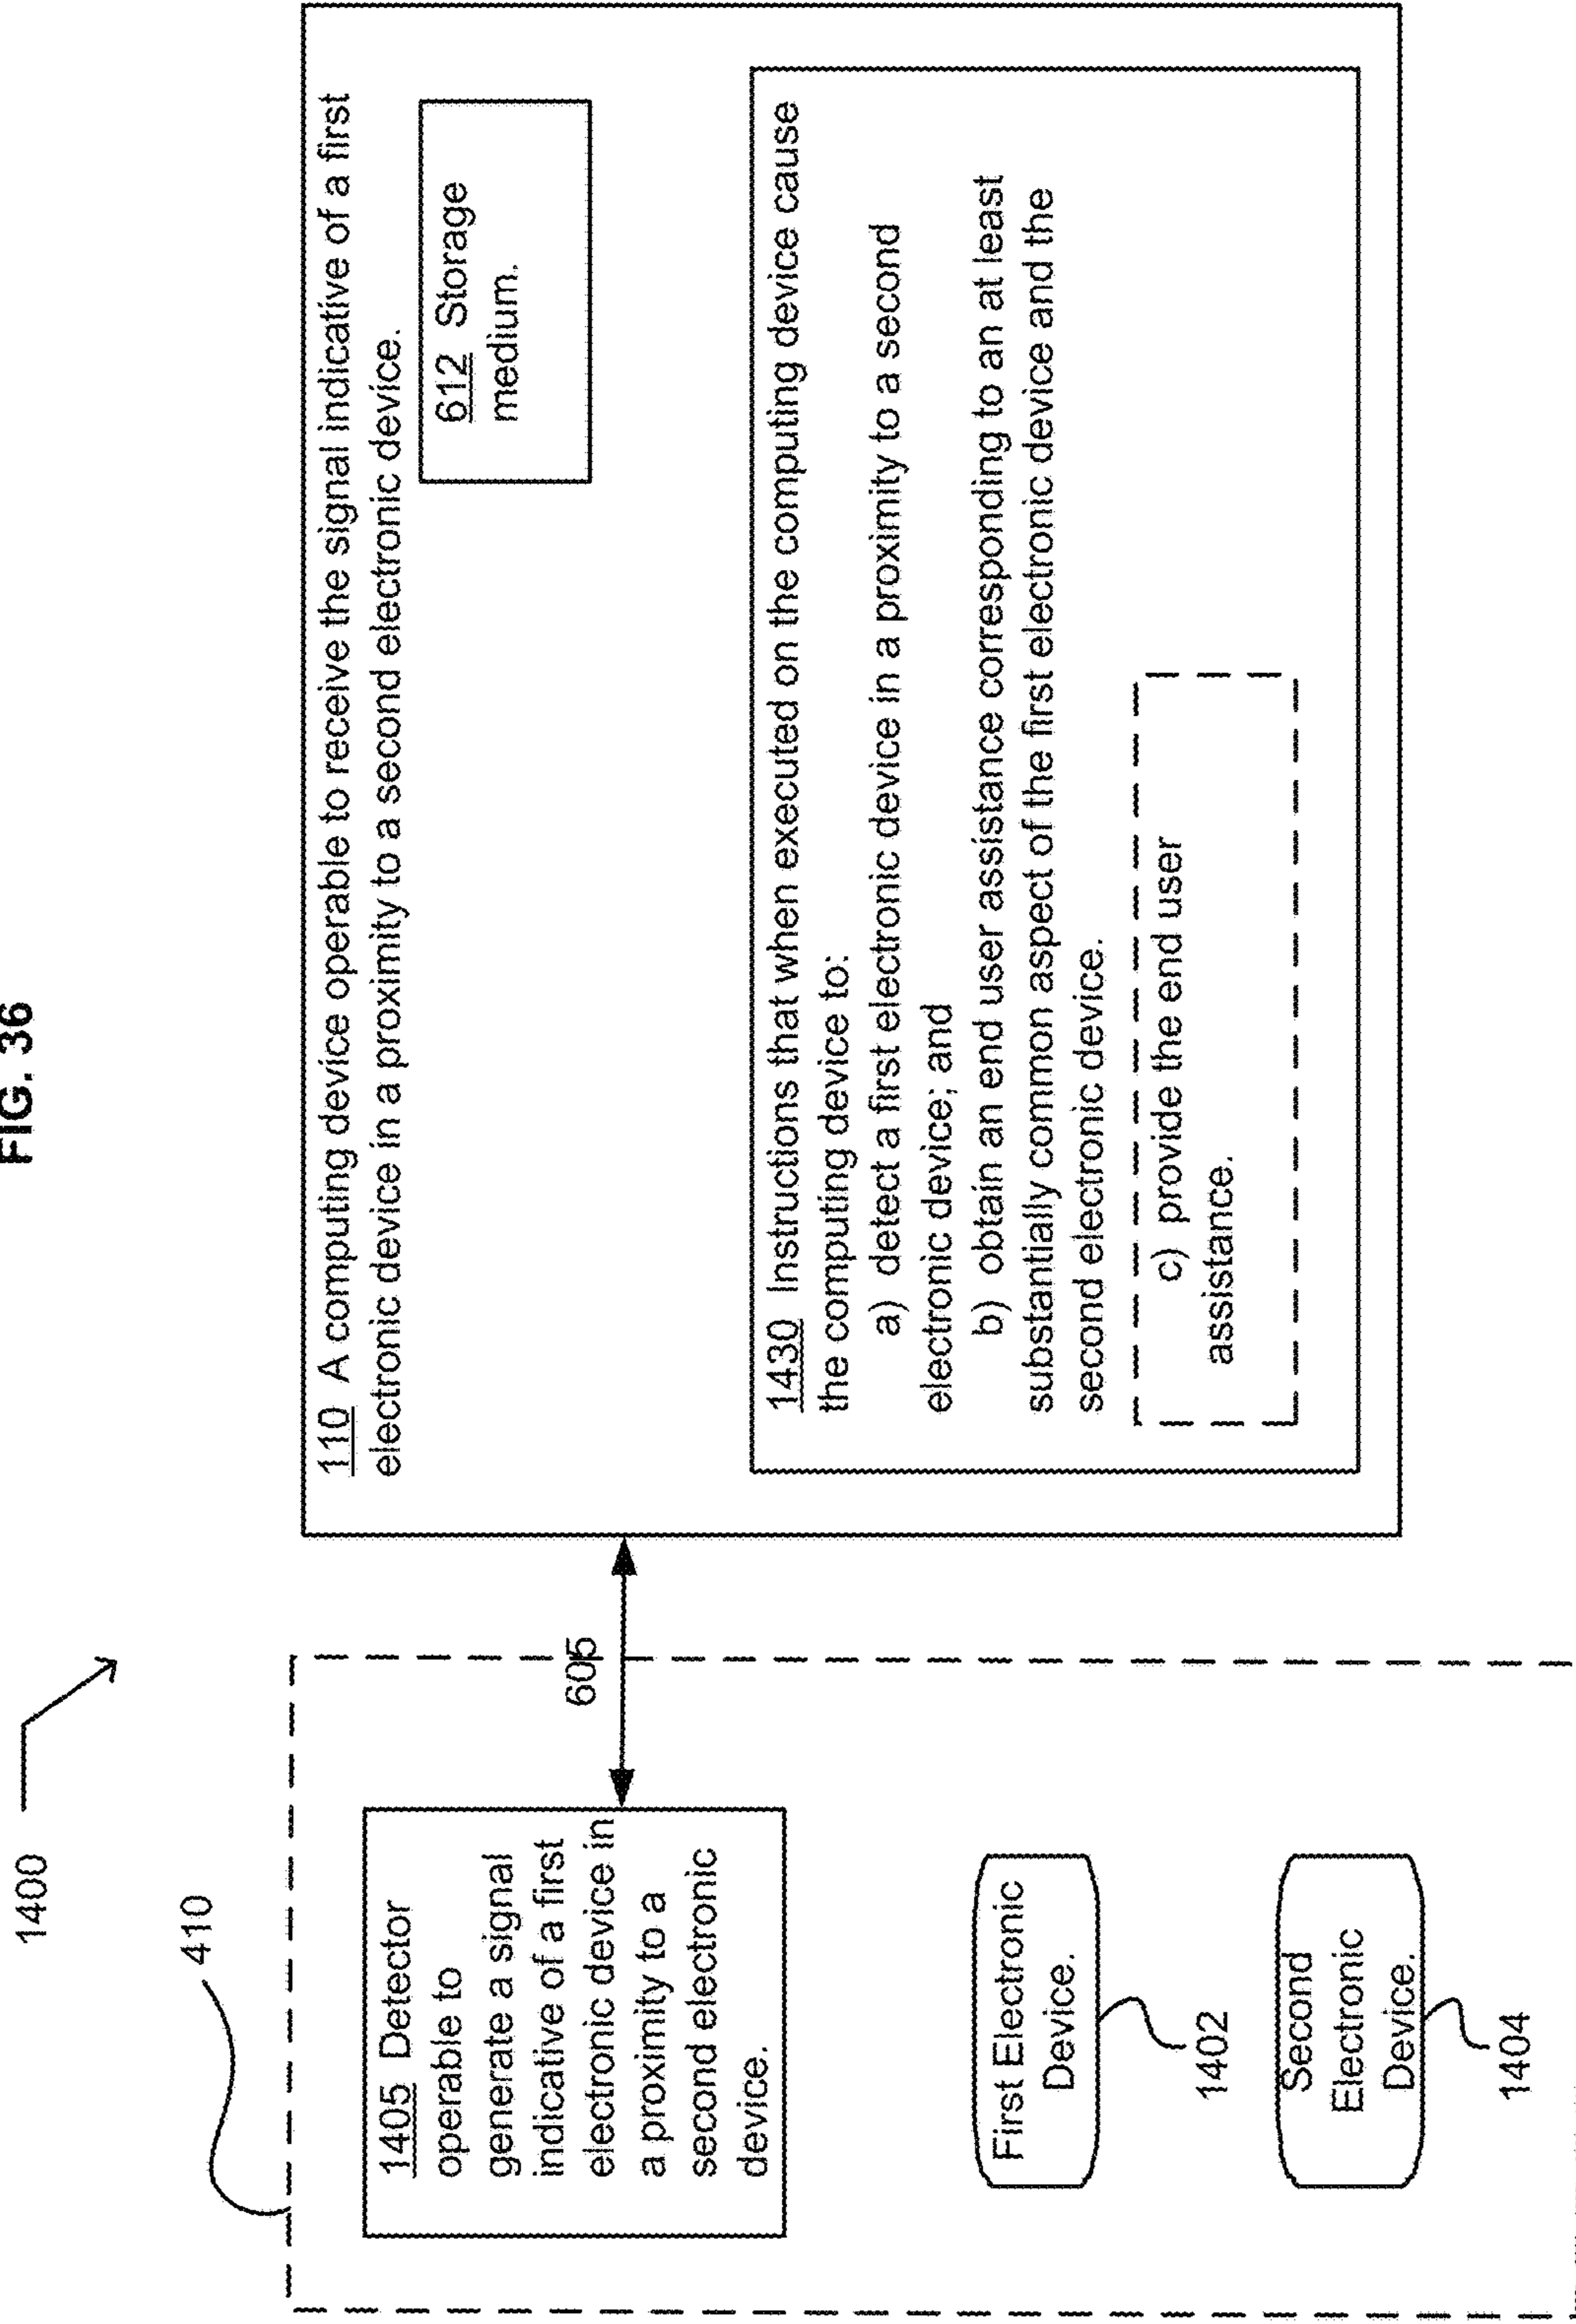 FIG. 36
1400
410
1405 Detector
operable to
generate a signal
indicative of a first
electronic device in
a proximity to a
second electronic
device.
605
First Electronic
Device.
1402
Second
Electronic
Device.
1404
110 A computing device operable to receive the signal indicative of a first
electronic device in a proximity to a second electronic device.
612 Storage
medium.
1430 Instructions that when executed on the computing device cause
the computing device to:
a) detect a first electronic device in a proximity to a second
electronic device; and
b) obtain an end user assistance corresponding to an at least
substantially common aspect of the first electronic device and the
second electronic device.
c) provide the end user
assistance.